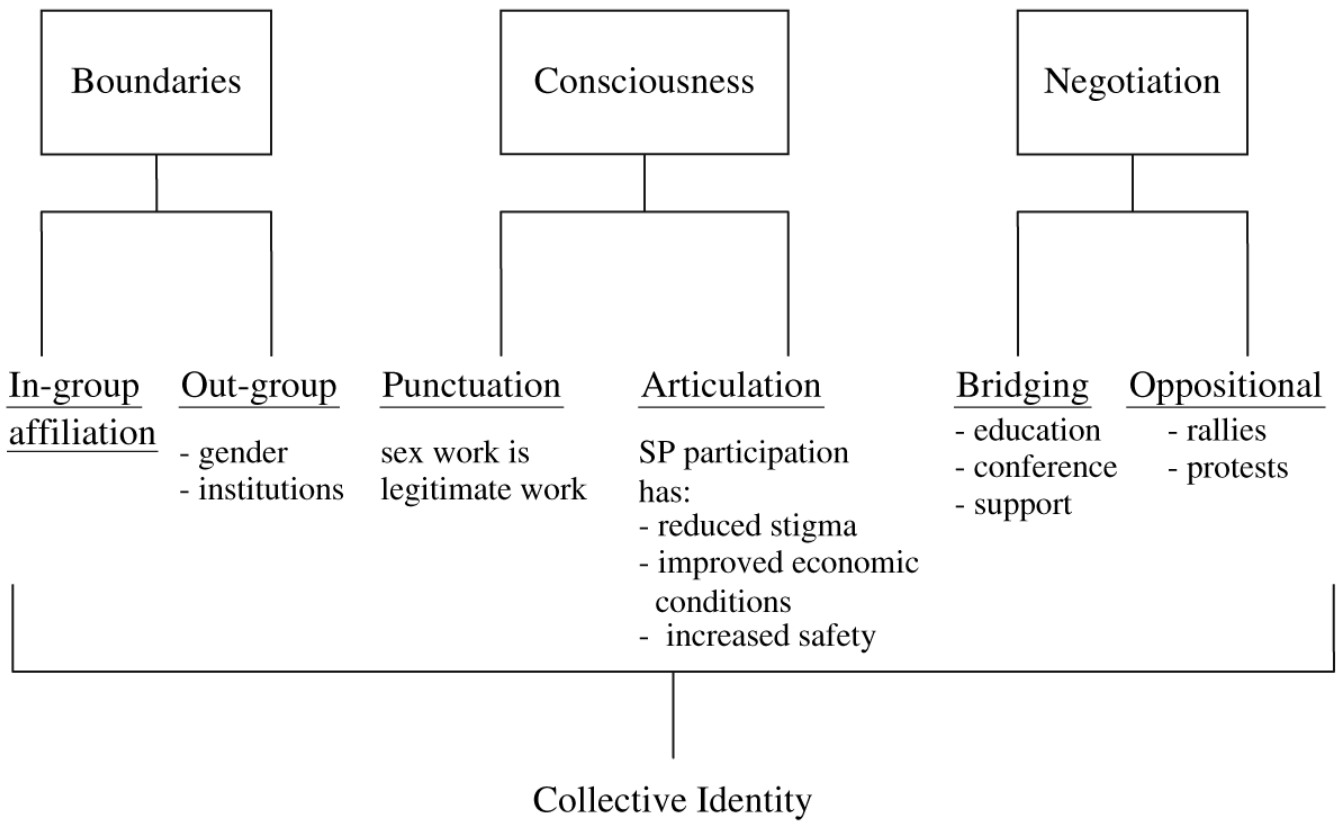 Boundaries
Consciousness
Negotiation
In-group
affiliation
Out-group
- gender
- institutions
Punctuation
sex work is
legitimate work
Articulation
SP participation
has:
- reduced stigma
- improved economic
conditions
- increased safety
Bridging
- education
- conference
- support
Oppositional
- rallies
- protests
Collective Identity